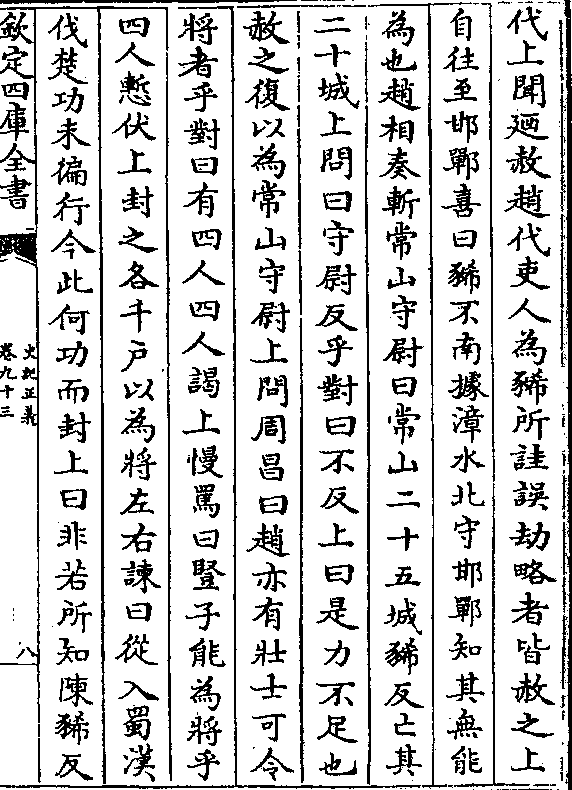 代上聞廼赦趙代吏人為豨所詿誤劫略者皆赦之上
自往至邯鄲喜曰豨不南據漳水北守邯鄲知其無能
為也趙相奏斬常山守尉曰常山二十五城豨反亡其
二十城上問曰守尉反乎對曰不反上曰是力不足也
赦之復以為常山守尉上問周昌曰趙亦有壯士可令
將者乎對曰有四人四人謁上慢罵曰豎子能為將乎
四人慙伏上封之各千戶以為將左右諫曰從入蜀漢
伐楚功未徧行今此何功而封上曰非若所知陳豨反
欽定四庫全書
史記正義
卷九十三
八